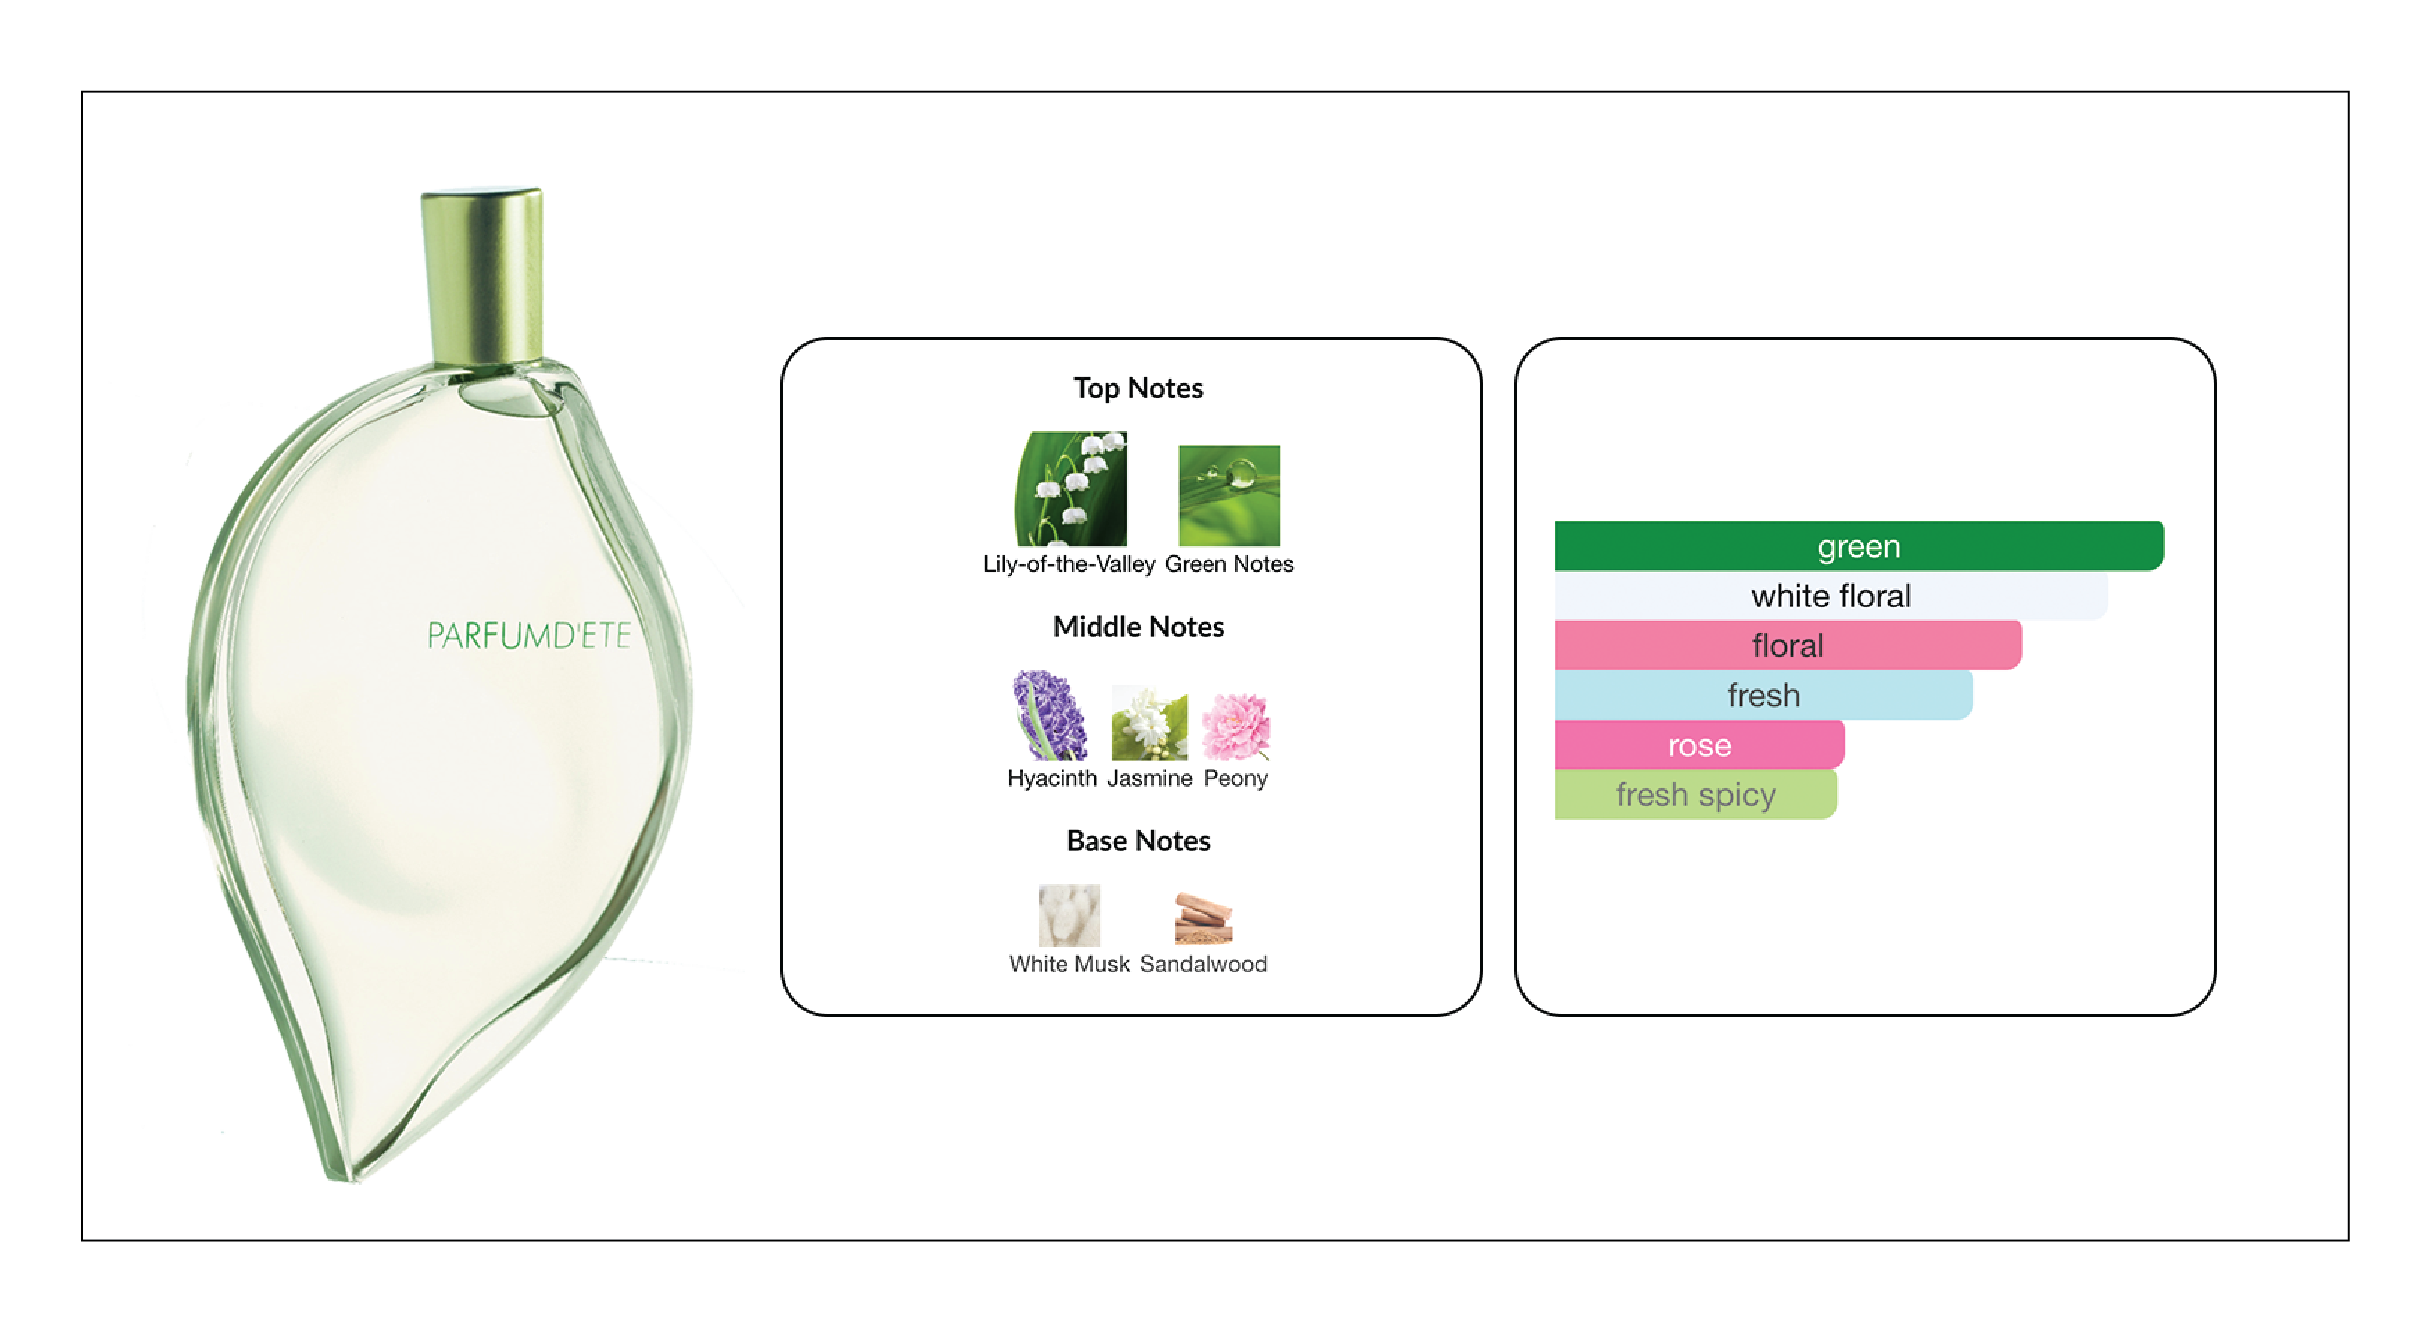 PARFUMD'ETE
Top Notes
Lily-of-the-Valley Green Notes
Middle Notes
Hyacinth Jasmine Peony
Base Notes
White Musk Sandalwood
green
white floral
floral
fresh
rose
fresh spicy